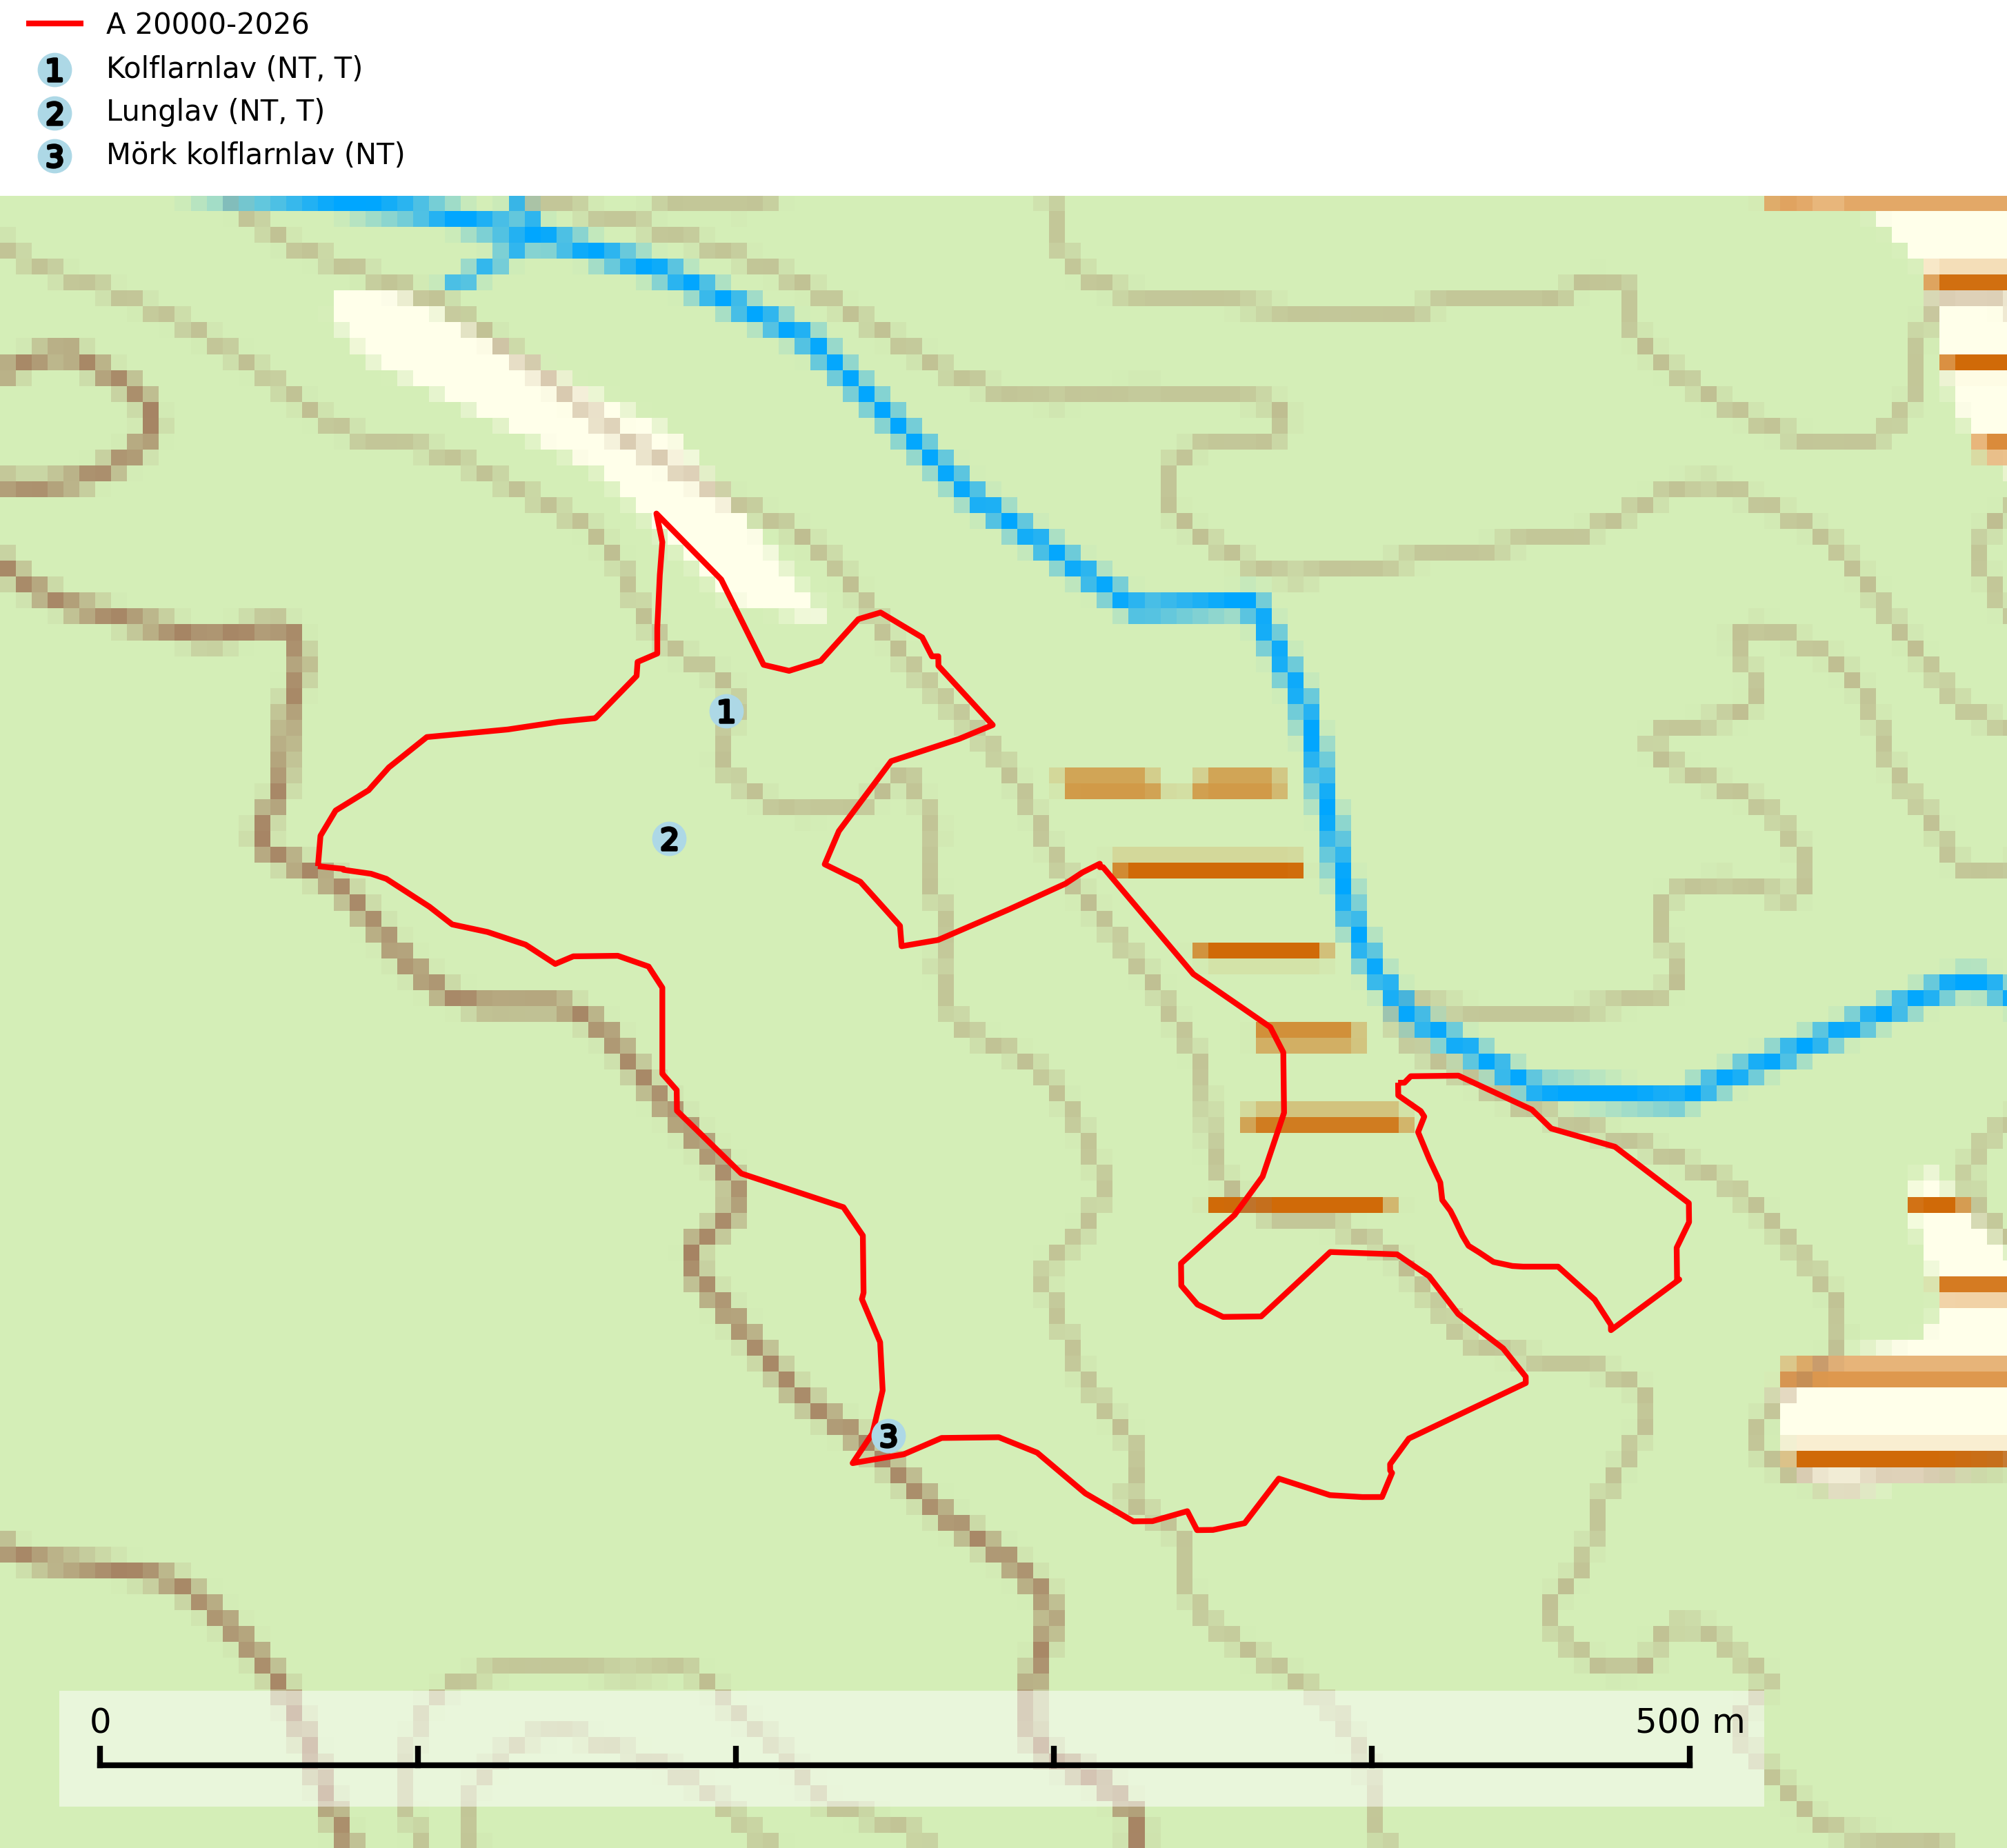 A 20000-2026
1 Kolflarnlav (NT, T)
2 Lunglav (NT, T)
3 Mörk kolflarnlav (NT)
1
2
3
0 500 m